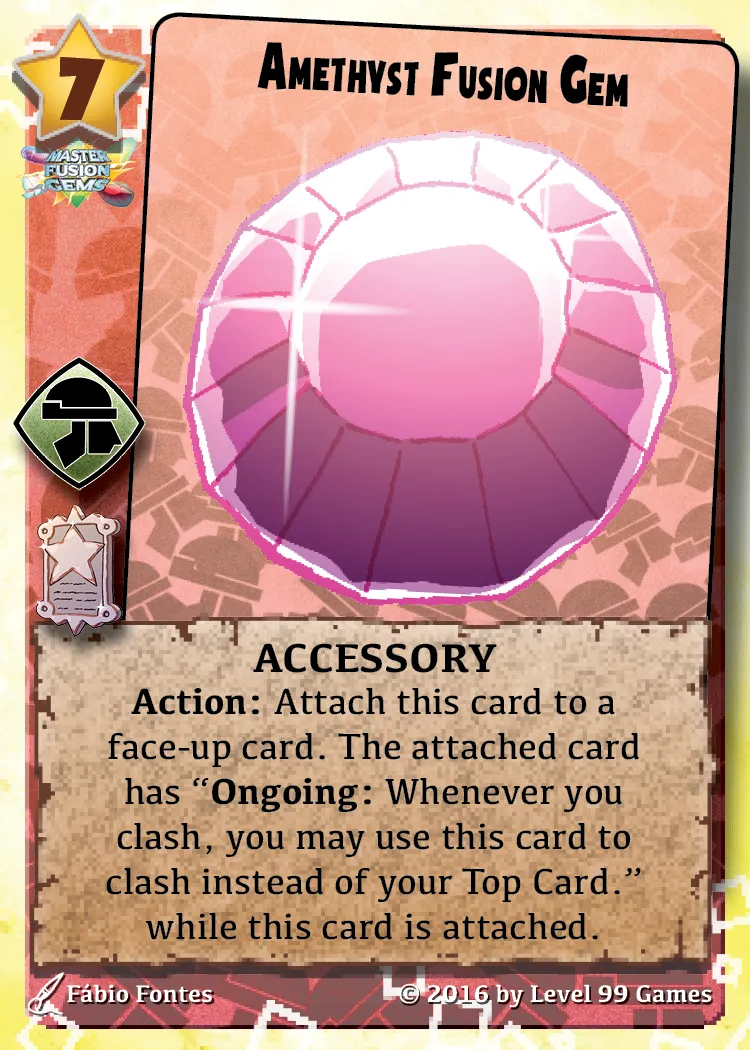 7
AMETHYST FUSION GEM
MASTER
FUSION
GEMS
ACCESSORY
Action: Attach this card to a
face-up card. The attached card
has “Ongoing: Whenever you
clash, you may use this card to
clash instead of your Top Card.”
while this card is attached.
Fábio Fontes
© 2016 by Level 99 Games